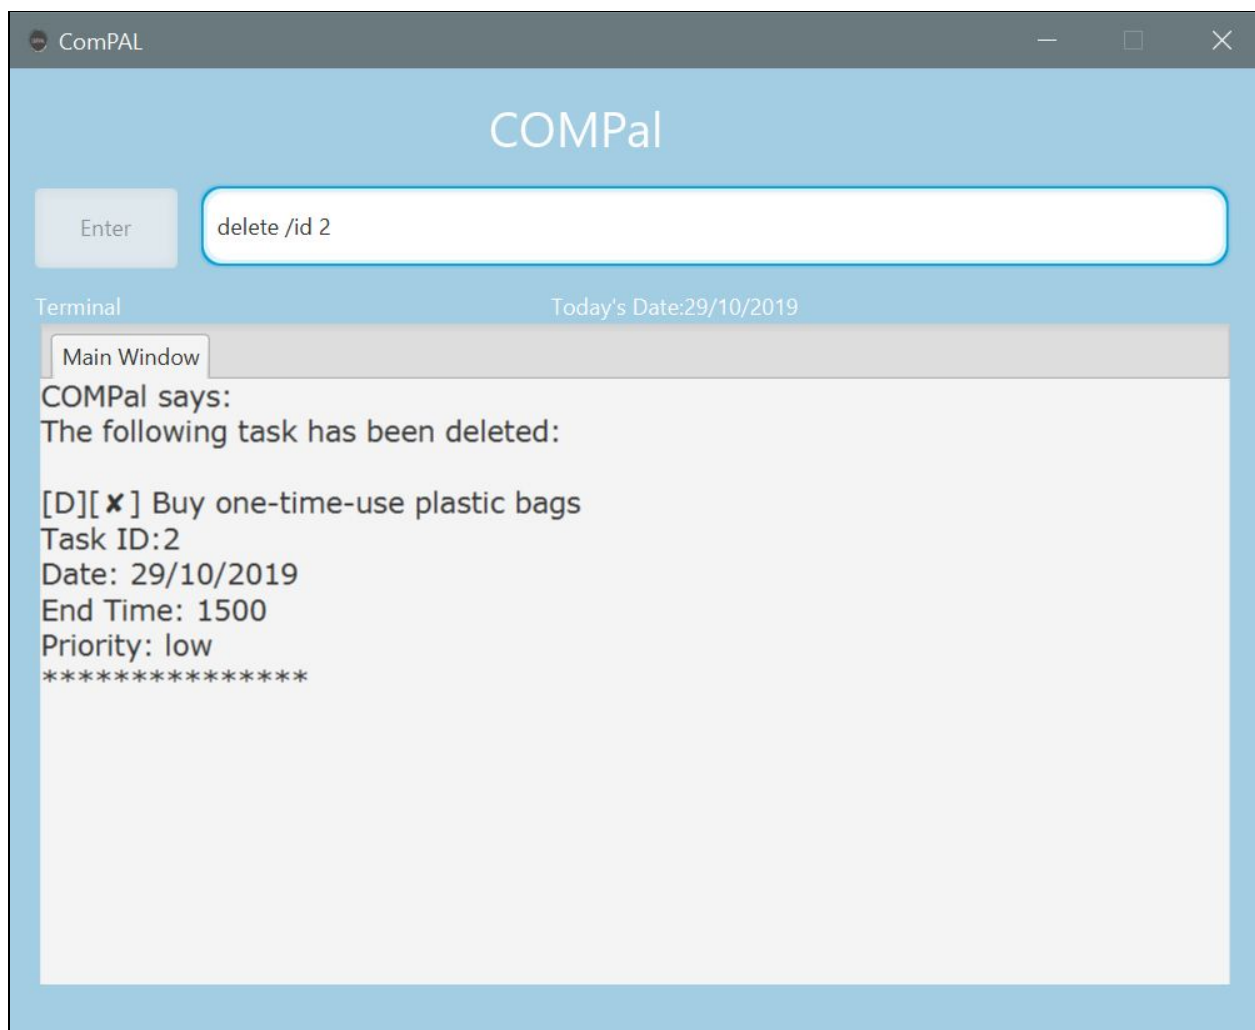 ComPAL
COMPal
Enter
delete /id 2
Terminal
Today's Date:29/10/2019
Main Window
COMPal says:
The following task has been deleted:
[D][✘] Buy one-time-use plastic bags
Task ID:2
Date: 29/10/2019
End Time: 1500
Priority: low
***************